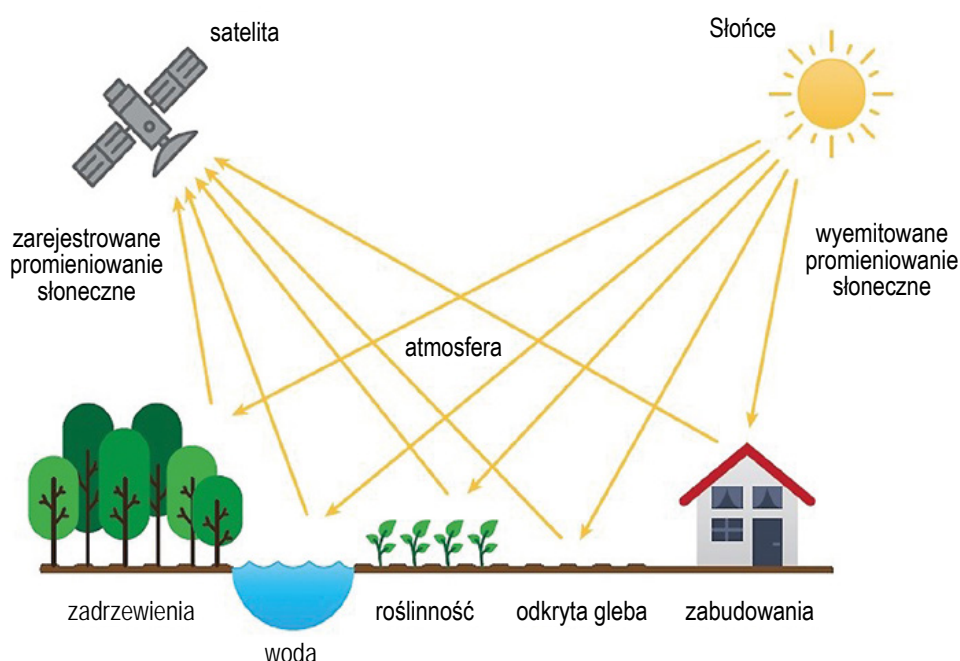 satelita
Słońce
zarejestrowane
promieniowanie
słoneczne
wyemitowane
promieniowanie
słoneczne
atmosfera
zadrzewienia
woda
roślinność
odkryta gleba
zabudowania